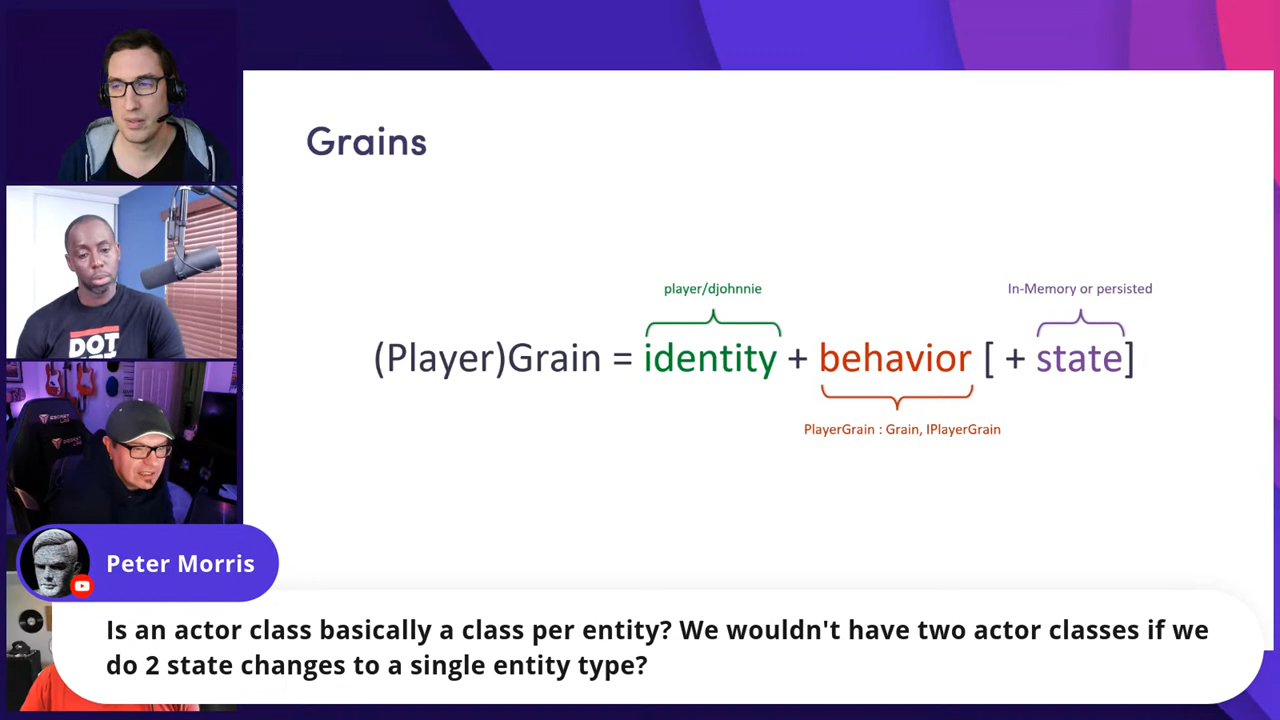 Grains
player/djohnnie
In-Memory or persisted
(Player)Grain = identity + behavior [ + state]
PlayerGrain : Grain, IPlayerGrain
DOT
Peter Morris
Is an actor class basically a class per entity? We wouldn't have two actor classes if we
do 2 state changes to a single entity type?